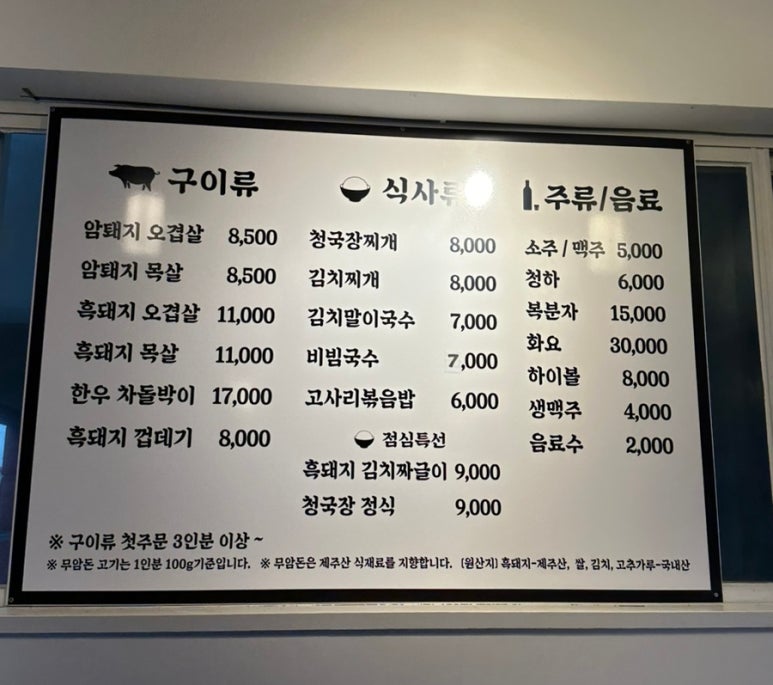 구이류
암퇘지 오겹살 8,500
암퇘지 목살 8,500
흑돼지 오겹살 11,000
흑돼지 목살 11,000
한우 차돌박이 17,000
흑돼지 껍데기 8,000
식사류
청국장찌개 8,000
김치찌개 8,000
김치말이국수 7,000
비빔국수 7,000
고사리볶음밥 6,000
점심특선
흑돼지 김치짜글이 9,000
청국장 정식 9,000
주류/음료
소주 / 맥주 5,000
청하 6,000
복분자 15,000
화요 30,000
하이볼 8,000
생맥주 4,000
음료수 2,000
※ 구이류 첫주문 3인분 이상 ~
※ 무암돈 고기는 1인분 100g기준입니다. ※ 무암돈은 제주산 식재료를 지향합니다. [원산지] 흑돼지-제주산, 쌀, 김치, 고추가루-국내산